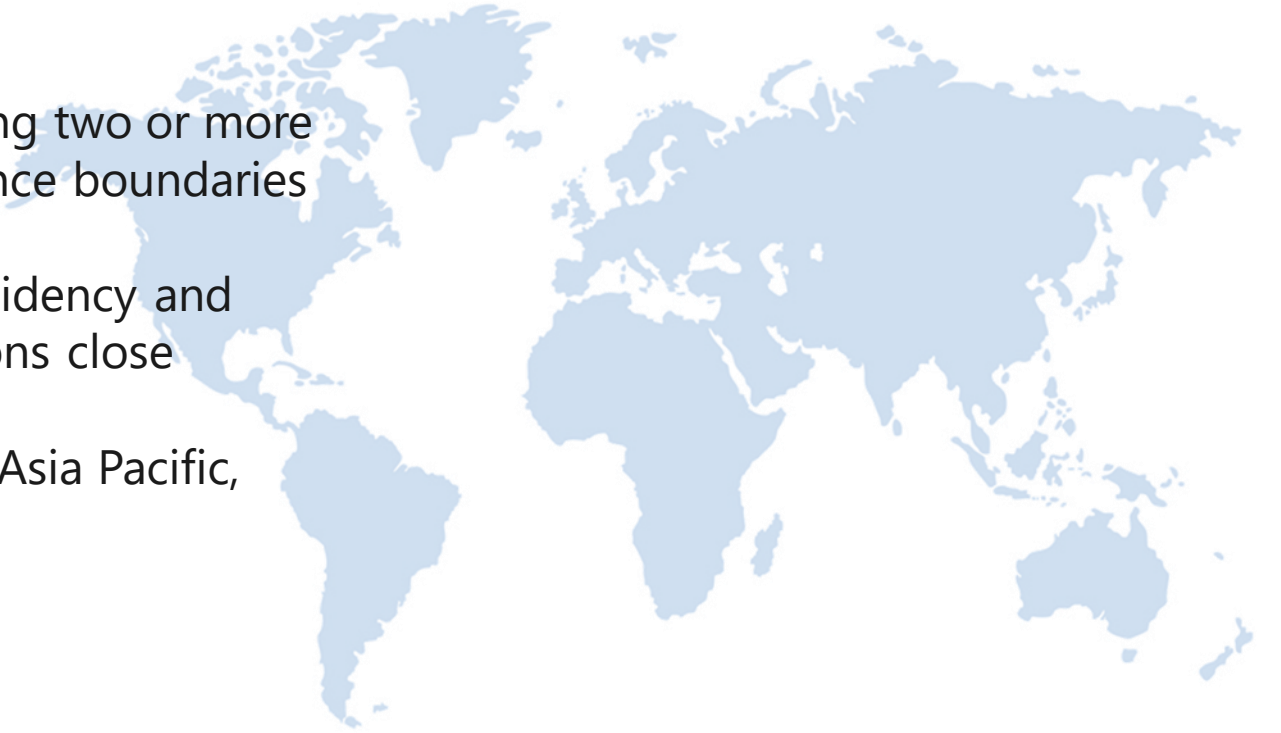 ng two or more
nce boundaries
idency and
ons close
Asia Pacific,